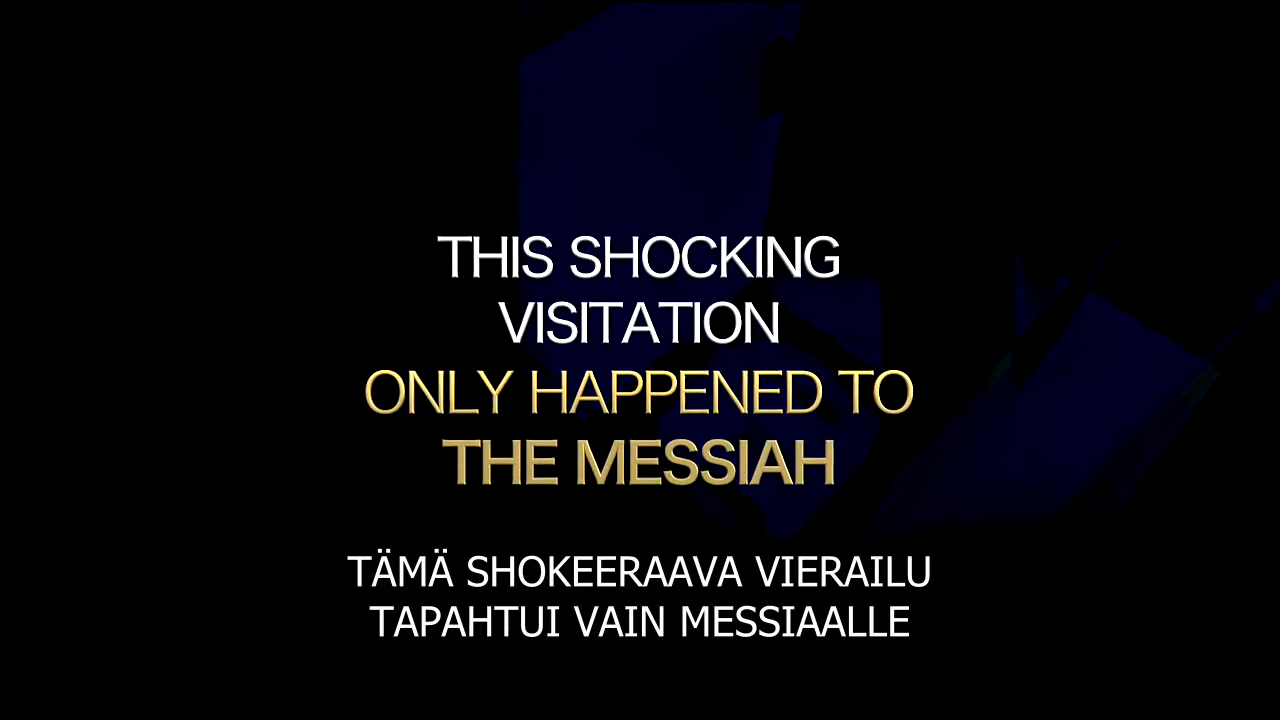 THIS SHOCKING
VISITATION
ONLY HAPPENED TO
THE MESSIAH
TÄMÄ SHOKEERAAVA VIERAILU
TAPAHTUI VAIN MESSIAALLE